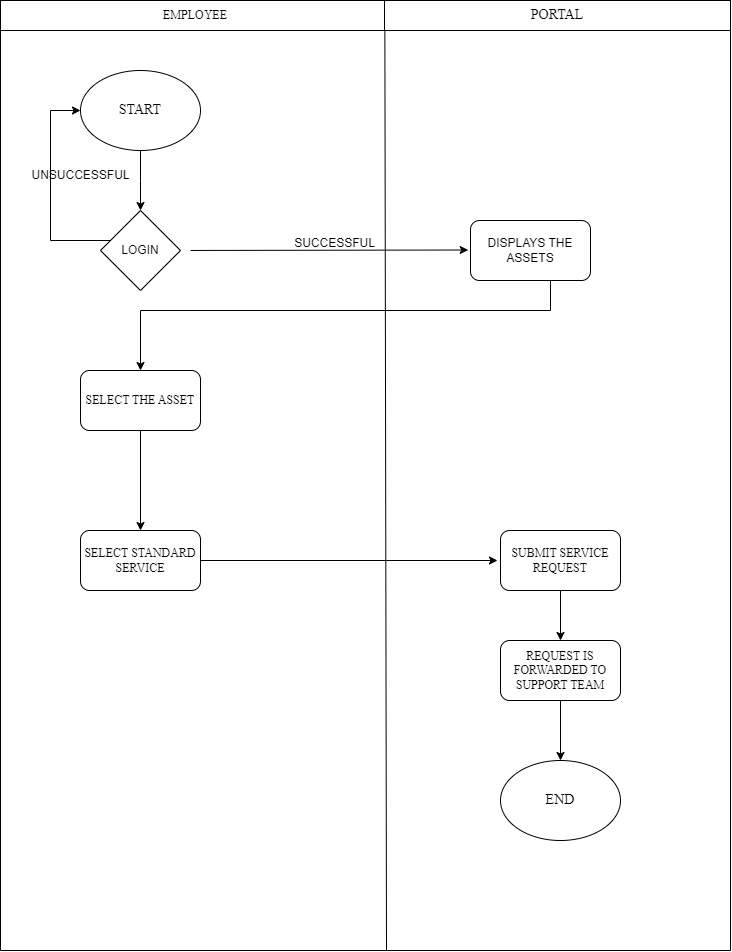 EMPLOYEE
PORTAL
START
UNSUCCESSFUL
LOGIN
SUCCESSFUL
DISPLAYS THE
ASSETS
SELECT THE ASSET
SELECT STANDARD
SERVICE
SUBMIT SERVICE
REQUEST
REQUEST IS
FORWARDED TO
SUPPORT TEAM
END